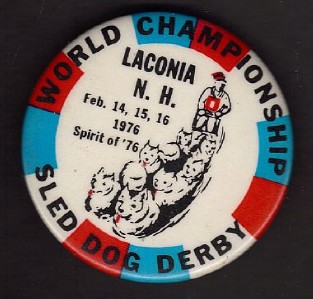 WORLD CHAMPIONSHIP
LACONIA
N. H.
Feb. 14, 15, 16
1976
Spirit of '76
SLED DOG DERBY